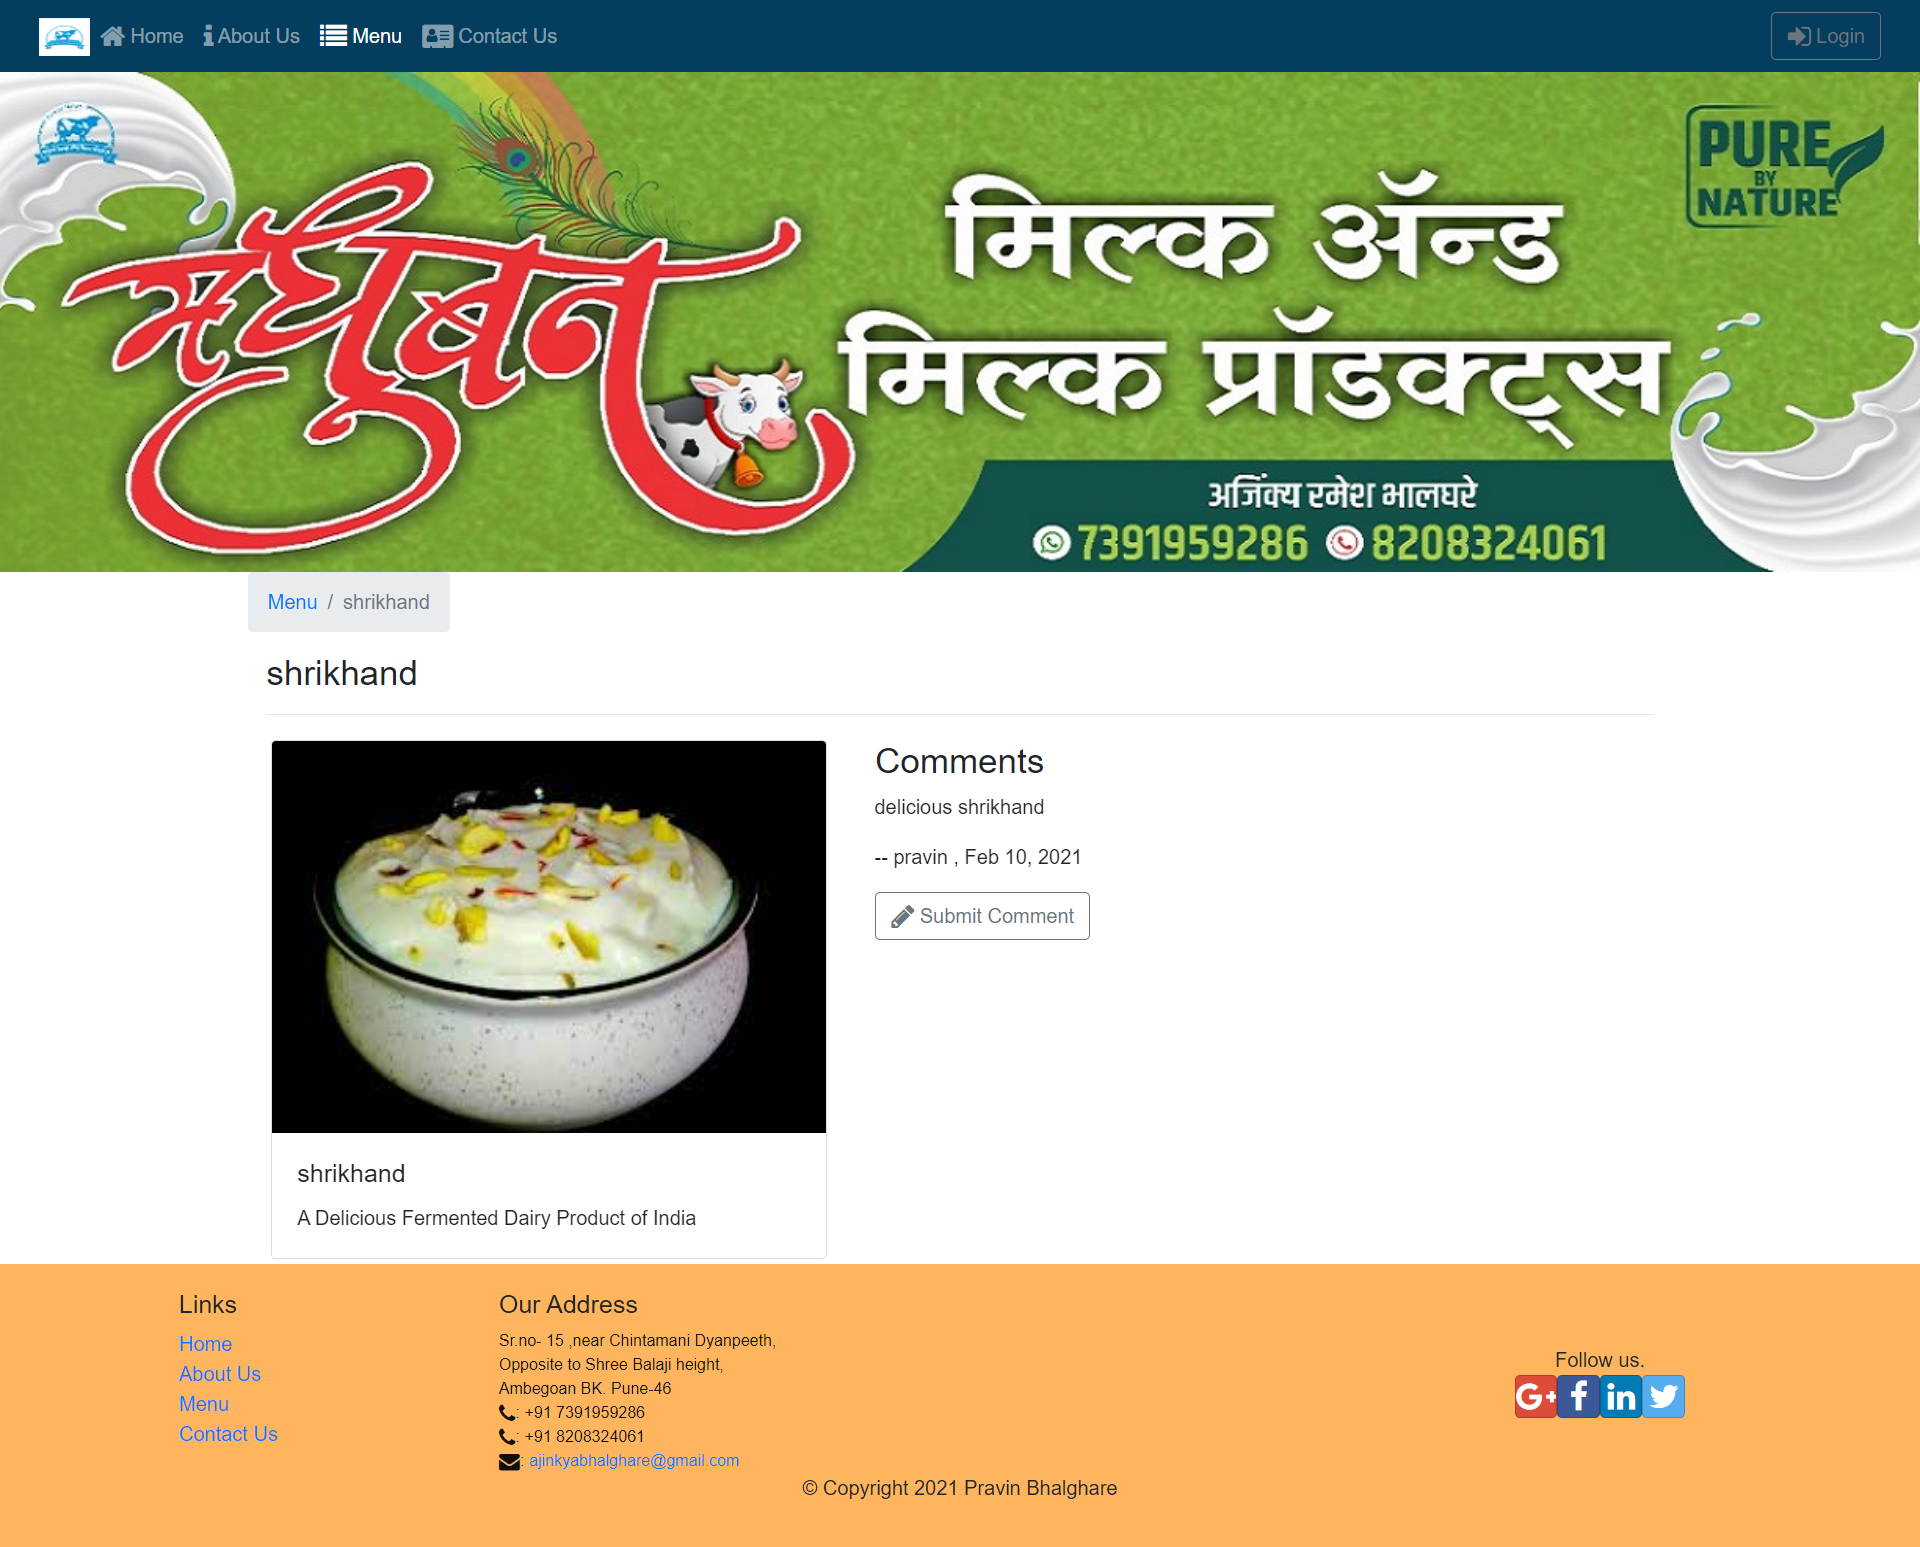 Home About Us Menu Contact Us Login
PURE
BY
NATURE
मधुबन
मिल्क ॲन्ड
मिल्क प्रॉडक्ट्स
अजिंक्य रमेश भालघरे
7391959286 8208324061
Menu / shrikhand
shrikhand
Comments
delicious shrikhand
-- pravin , Feb 10, 2021
Submit Comment
shrikhand
A Delicious Fermented Dairy Product of India
Links
Home
About Us
Menu
Contact Us
Our Address
Sr.no- 15 ,near Chintamani Dyanpeeth,
Opposite to Shree Balaji height,
Ambegoan BK. Pune-46
: +91 7391959286
: +91 8208324061
: ajinkyabhalghare@gmail.com
Follow us.
© Copyright 2021 Pravin Bhalghare